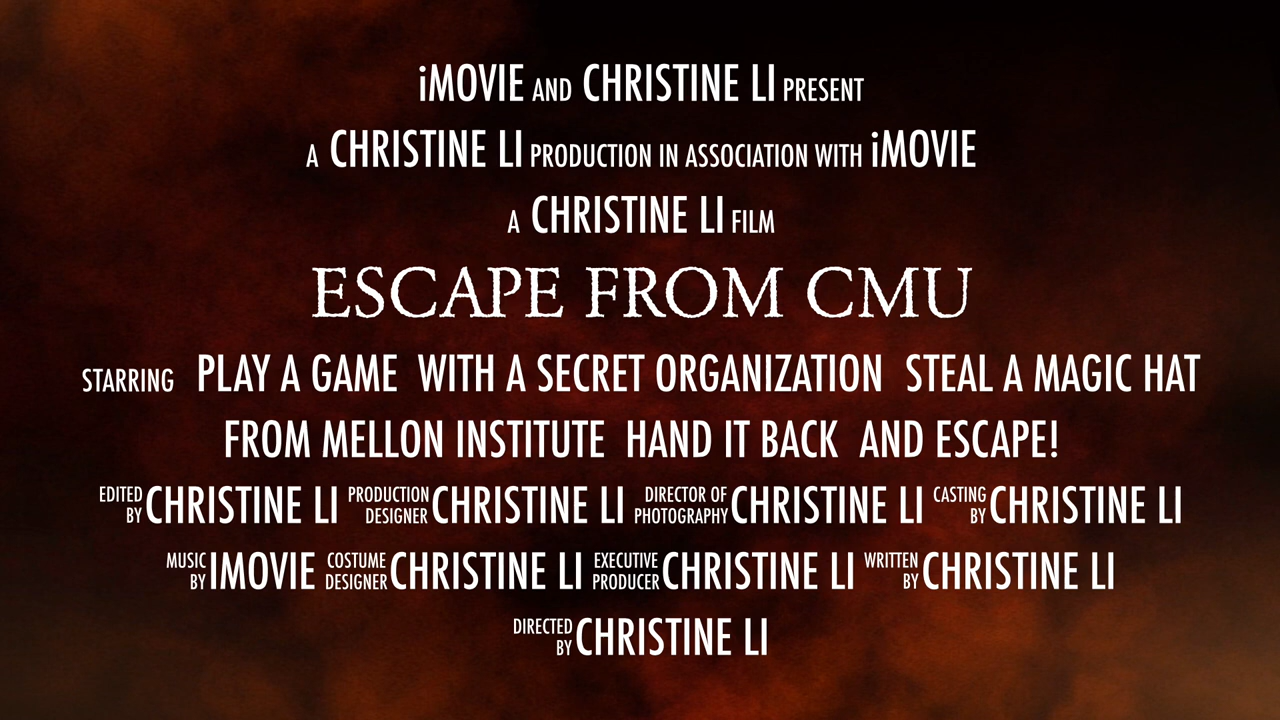 iMOVIE AND CHRISTINE LI PRESENT
A CHRISTINE LI PRODUCTION IN ASSOCIATION WITH iMOVIE
A CHRISTINE LI FILM
ESCAPE FROM CMU
STARRING PLAY A GAME WITH A SECRET ORGANIZATION STEAL A MAGIC HAT
FROM MELLON INSTITUTE HAND IT BACK AND ESCAPE!
EDITED BY CHRISTINE LI PRODUCTION DESIGNER CHRISTINE LI DIRECTOR OF PHOTOGRAPHY CHRISTINE LI CASTING BY CHRISTINE LI
MUSIC BY IMOVIE COSTUME DESIGNER CHRISTINE LI EXECUTIVE PRODUCER CHRISTINE LI WRITTEN BY CHRISTINE LI
DIRECTED BY CHRISTINE LI